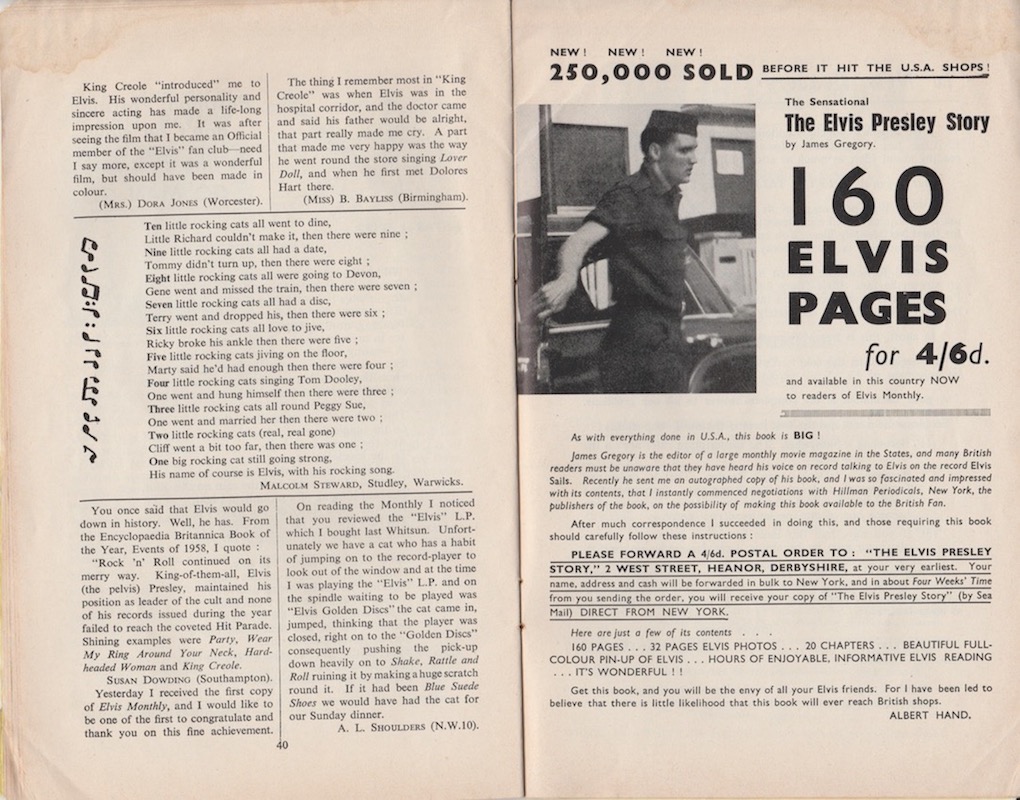 King Creole "introduced" me to
Elvis. His wonderful personality and
sincere acting has made a life-long
impression upon me. It was after
seeing the film that I became an Official
member of the "Elvis" fan club—need
I say more, except it was a wonderful
film, but should have been made in
colour.
(Mrs.) Dora Jones (Worcester).
The thing I remember most in "King
Creole" was when Elvis was in the
hospital corridor, and the doctor came
and said his father would be alright,
that part really made me cry. A part
that made me very happy was the way
he went round the store singing Lover
Doll, and when he first met Dolores
Hart there.
(Miss) B. Bayliss (Birmingham).
Ten little rocking cats all went to dine,
Little Richard couldn't make it, then there were nine ;
Nine little rocking cats all had a date,
Tommy didn't turn up, then there were eight ;
Eight little rocking cats all were going to Devon,
Gene went and missed the train, then there were seven ;
Seven little rocking cats all had a disc,
Terry went and dropped his, then there were six ;
Six little rocking cats all love to jive,
Ricky broke his ankle then there were five ;
Five little rocking cats jiving on the floor,
Marty said he'd had enough then there were four ;
Four little rocking cats singing Tom Dooley,
One went and hung himself then there were three ;
Three little rocking cats all round Peggy Sue,
One went and married her then there were two ;
Two little rocking cats (real, real gone)
Cliff went a bit too far, then there was one ;
One big rocking cat still going strong,
His name of course is Elvis, with his rocking song.
Malcolm Steward, Studley, Warwicks.
You once said that Elvis would go
down in history. Well, he has. From
the Encyclopaedia Britannica Book of
the Year, Events of 1958, I quote :
"Rock 'n' Roll continued on its
merry way. King-of-them-all, Elvis
(the pelvis) Presley, maintained his
position as leader of the cult and none
of his records issued during the year
failed to reach the coveted Hit Parade.
Shining examples were Party, Wear
My Ring Around Your Neck, Hard-
headed Woman and King Creole.
Susan Dowding (Southampton).
Yesterday I received the first copy
of Elvis Monthly, and I would like to
be one of the first to congratulate and
thank you on this fine achievement.
On reading the Monthly I noticed
that you reviewed the "Elvis" L.P.
which I bought last Whitsun. Unfort-
unately we have a cat who has a habit
of jumping on to the record-player to
look out of the window and at the time
I was playing the "Elvis" L.P. and on
the spindle waiting to be played was
"Elvis Golden Discs" the cat came in,
jumped, thinking that the player was
closed, right on to the "Golden Discs"
consequently pushing the pick-up
down heavily on to Shake, Rattle and
Roll ruining it by making a huge scratch
round it. If it had been Blue Suede
Shoes we would have had the cat for
our Sunday dinner.
A. L. Shoulders (N.W.10).
40
NEW! NEW! NEW!
250,000 SOLD BEFORE IT HIT THE U.S.A. SHOPS!
The Sensational
The Elvis Presley Story
by James Gregory.
160
ELVIS
PAGES
for 4/6d.
and available in this country NOW
to readers of Elvis Monthly.
As with everything done in U.S.A., this book is BIG !
James Gregory is the editor of a large monthly movie magazine in the States, and many British
readers must be unaware that they have heard his voice on record talking to Elvis on the record Elvis
Sails. Recently he sent me an autographed copy of his book, and I was so fascinated and impressed
with its contents, that I instantly commenced negotiations with Hillman Periodicals, New York, the
publishers of the book, on the possibility of making this book available to the British Fan.
After much correspondence I succeeded in doing this, and those requiring this book
should carefully follow these instructions :
PLEASE FORWARD A 4/6d. POSTAL ORDER TO : "THE ELVIS PRESLEY
STORY," 2 WEST STREET, HEANOR, DERBYSHIRE, at your very earliest. Your
name, address and cash will be forwarded in bulk to New York, and in about Four Weeks' Time
from you sending the order, you will receive your copy of "The Elvis Presley Story" (by Sea
Mail) DIRECT FROM NEW YORK.
Here are just a few of its contents . . .
160 PAGES . . . 32 PAGES ELVIS PHOTOS . . . 20 CHAPTERS . . . BEAUTIFUL FULL-
COLOUR PIN-UP OF ELVIS . . . HOURS OF ENJOYABLE, INFORMATIVE ELVIS READING
. . . IT'S WONDERFUL ! !
Get this book, and you will be the envy of all your Elvis friends. For I have been led to
believe that there is little likelihood that this book will ever reach British shops.
ALBERT HAND.